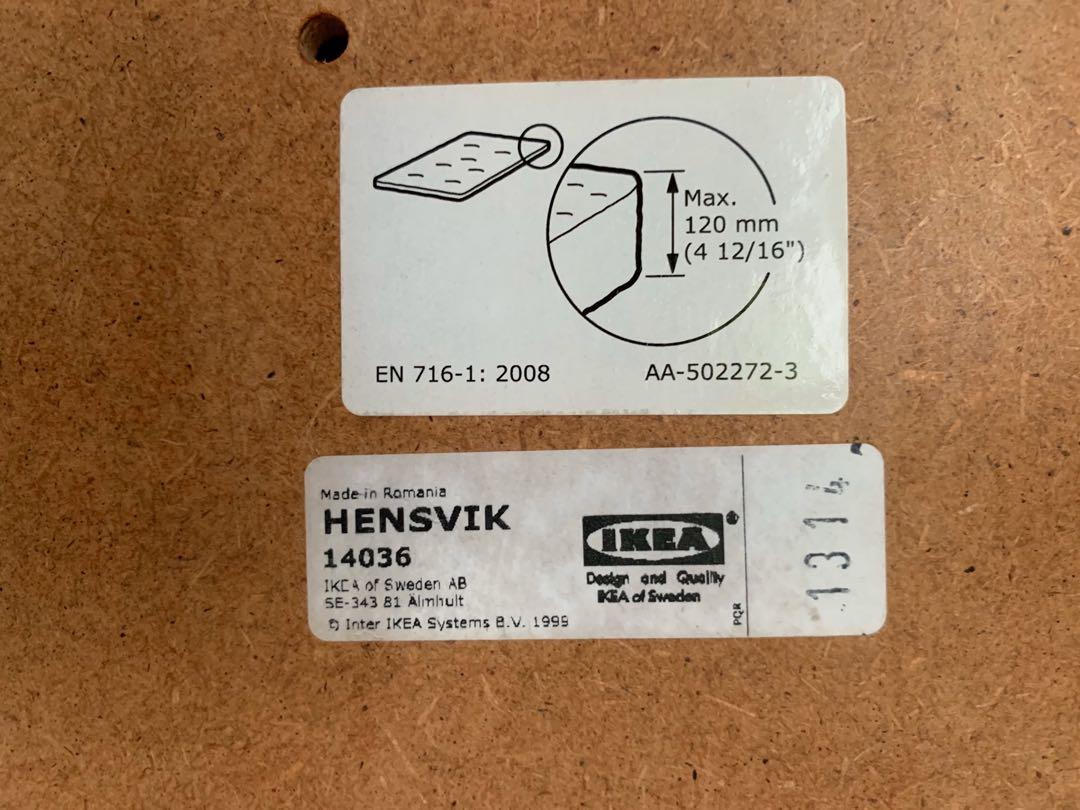 Max.
120 mm
(4 12/16")
EN 716-1: 2008
AA-502272-3
Made in Romania
HENSVIK
14036
IKEA of Sweden AB
SE-343 81 Älmhult
© Inter IKEA Systems B.V. 1999
IKEA®
Design and Quality
IKEA of Sweden
PQR
1314